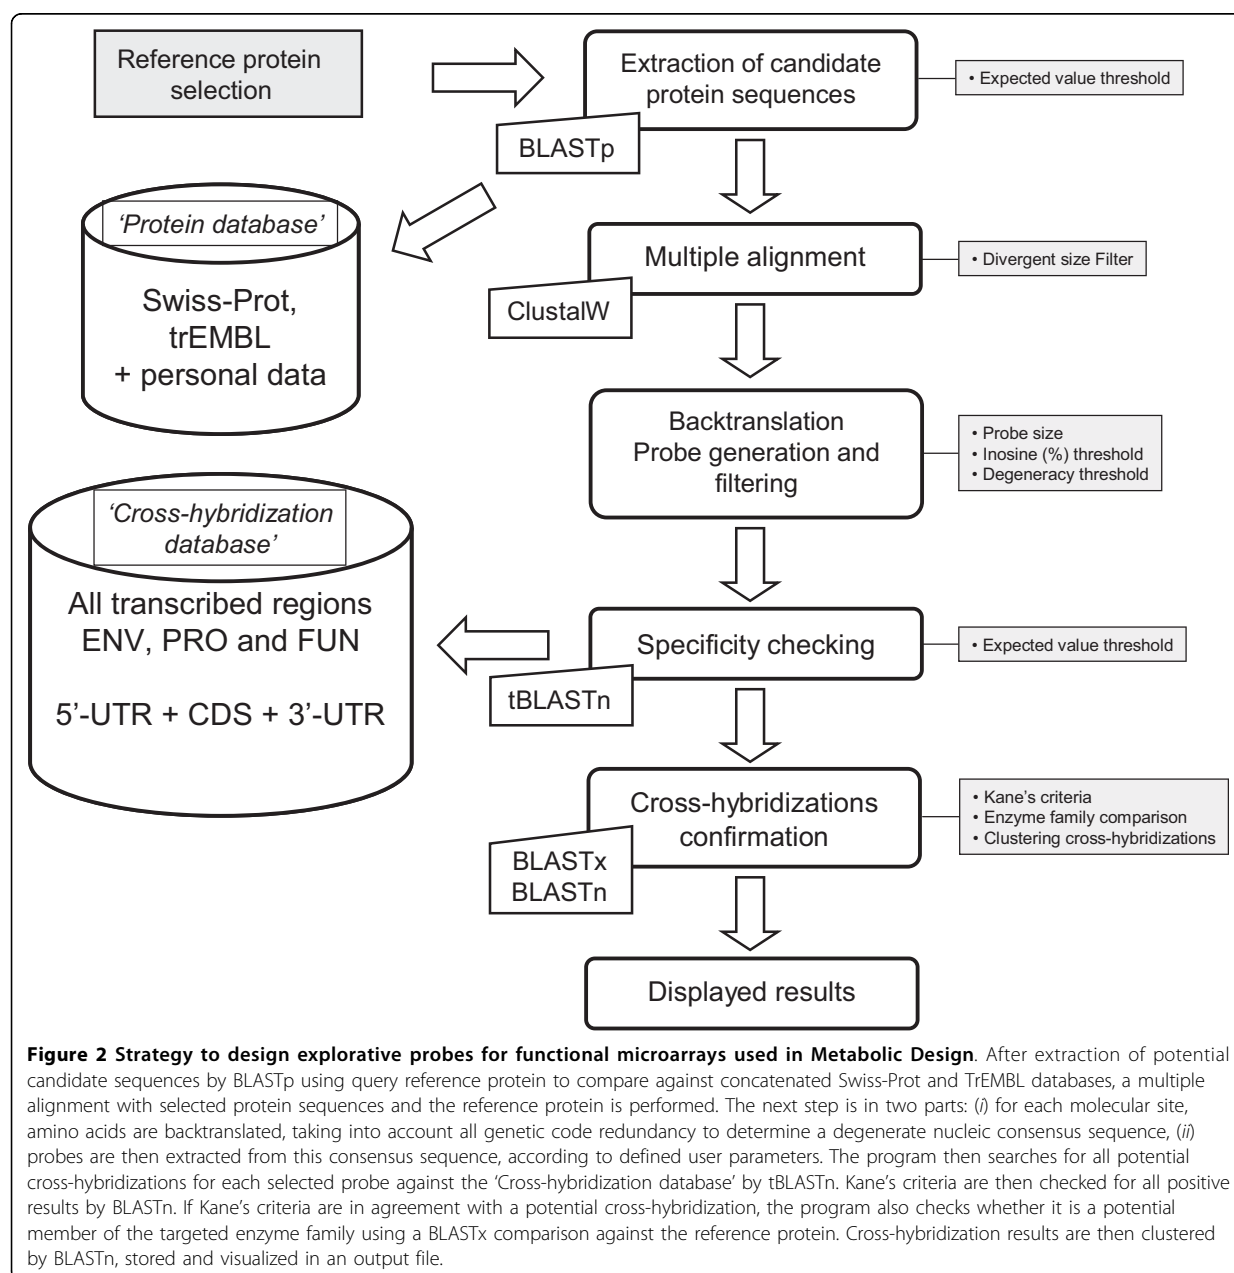 Reference protein
selection
Extraction of candidate
protein sequences
• Expected value threshold
BLASTp
‘Protein database’
Swiss-Prot,
trEMBL
+ personal data
Multiple alignment
• Divergent size Filter
ClustalW
Backtranslation
Probe generation and
filtering
• Probe size
• Inosine (%) threshold
• Degeneracy threshold
‘Cross-hybridization
database’
All transcribed regions
ENV, PRO and FUN
5’-UTR + CDS + 3’-UTR
Specificity checking
• Expected value threshold
tBLASTn
Cross-hybridizations
confirmation
• Kane’s criteria
• Enzyme family comparison
• Clustering cross-hybridizations
BLASTx
BLASTn
Displayed results
Figure 2 Strategy to design explorative probes for functional microarrays used in Metabolic Design. After extraction of potential
candidate sequences by BLASTp using query reference protein to compare against concatenated Swiss-Prot and TrEMBL databases, a multiple
alignment with selected protein sequences and the reference protein is performed. The next step is in two parts: (i) for each molecular site,
amino acids are backtranslated, taking into account all genetic code redundancy to determine a degenerate nucleic consensus sequence, (ii)
probes are then extracted from this consensus sequence, according to defined user parameters. The program then searches for all potential
cross-hybridizations for each selected probe against the ‘Cross-hybridization database’ by tBLASTn. Kane’s criteria are then checked for all positive
results by BLASTn. If Kane’s criteria are in agreement with a potential cross-hybridization, the program also checks whether it is a potential
member of the targeted enzyme family using a BLASTx comparison against the reference protein. Cross-hybridization results are then clustered
by BLASTn, stored and visualized in an output file.